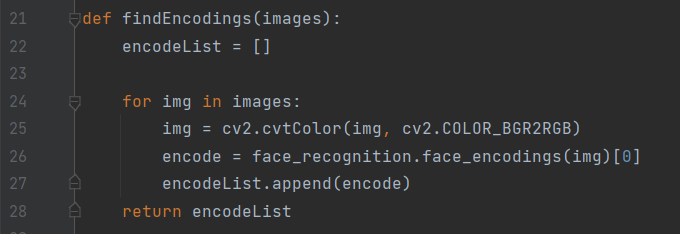 21 def findEncodings(images):
22     encodeList = []
23
24     for img in images:
25         img = cv2.cvtColor(img, cv2.COLOR_BGR2RGB)
26         encode = face_recognition.face_encodings(img)[0]
27         encodeList.append(encode)
28     return encodeList